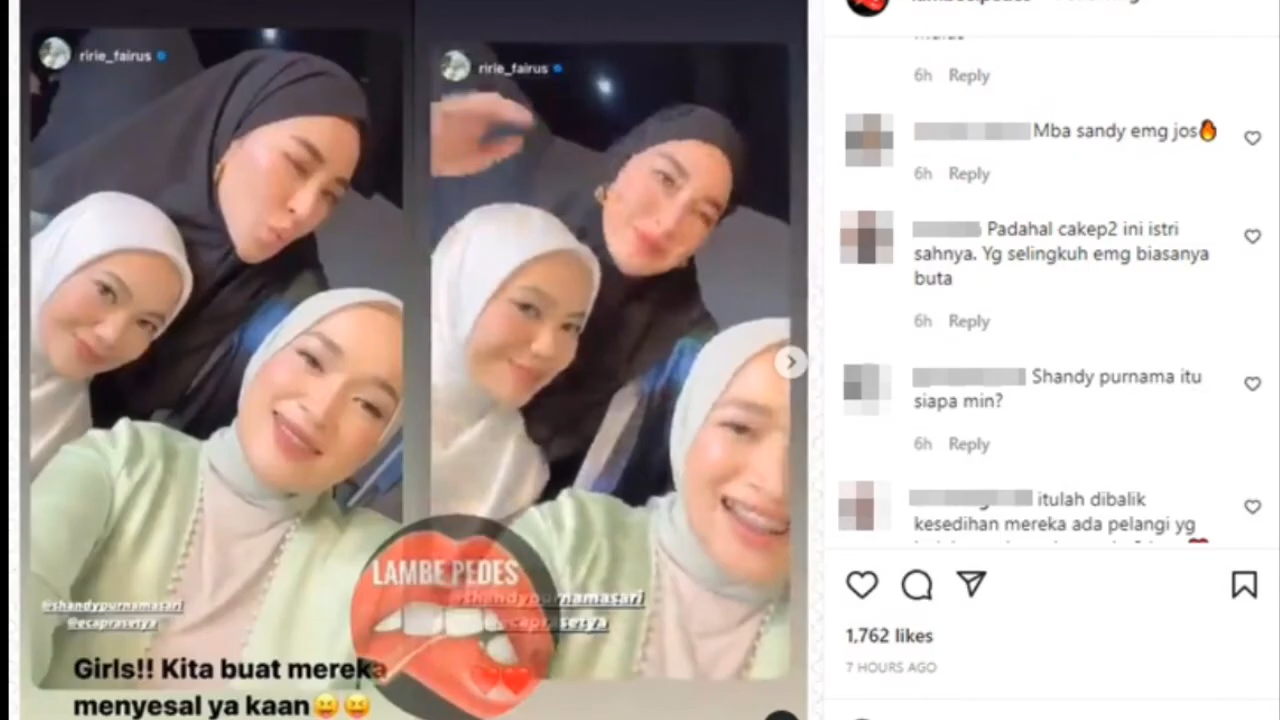 ririe_fairus
@shandypurnamasari
@ecaprasetya
Girls!! Kita buat mereka
menyesal ya kaan😝😝
ririe_fairus
@shandypurnamasari
@ecaprasetya
LAMBE PEDES
6h Reply
Mba sandy emg jos🔥
6h Reply
Padahal cakep2 ini istri
sahnya. Yg selingkuh emg biasanya
buta
6h Reply
Shandy purnama itu
siapa min?
6h Reply
itulah dibalik
kesedihan mereka ada pelangi yg
1,762 likes
7 HOURS AGO